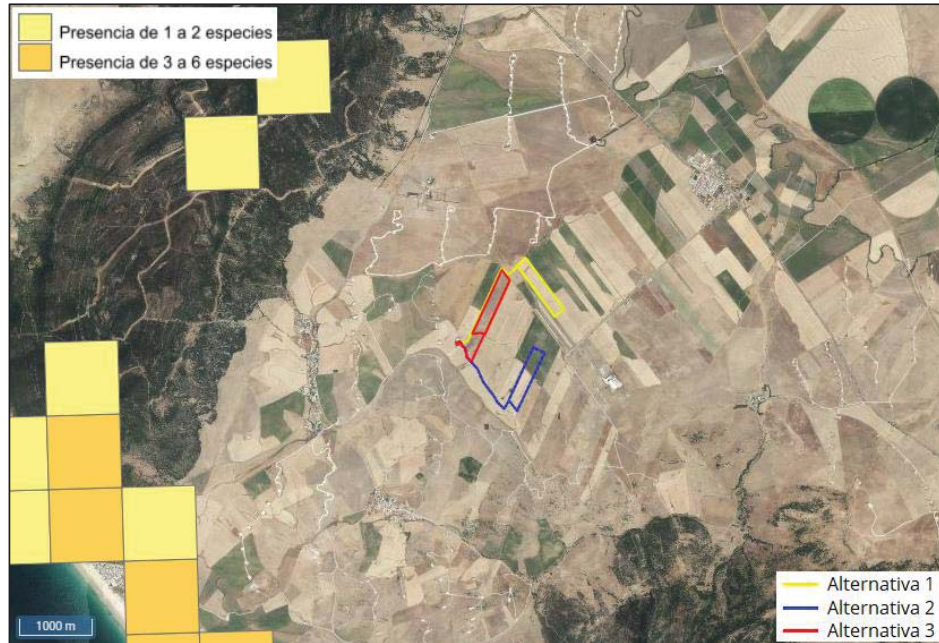 Presencia de 1 a 2 especies
Presencia de 3 a 6 especies
1000 m
Alternativa 1
Alternativa 2
Alternativa 3